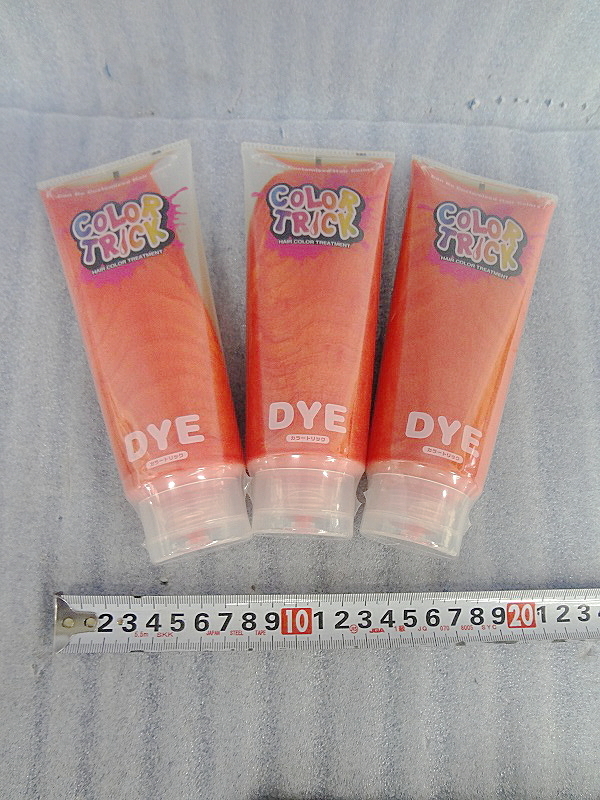 COLOR
TRICK
HAIR COLOR TREATMENT
DYE
カラートリック
COLOR
TRICK
HAIR COLOR TREATMENT
DYE
カラートリック
COLOR
TRICK
HAIR COLOR TREATMENT
DYE
カラートリック
2 3 4 5 6 7 8 9 10 1 2 3 4 5 6 7 8 9 20 1 2 3 4
5.5m SKK JAPAN STEEL TAPE